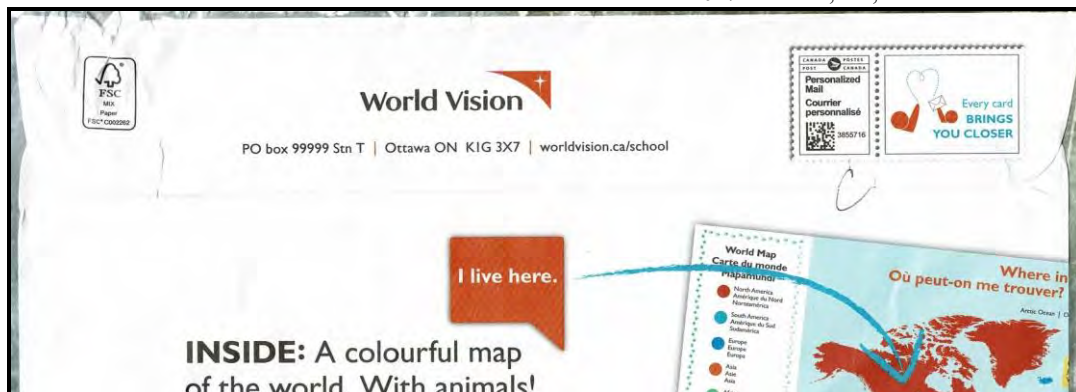 FSC®
MIX
Paper
FSC® C002262
World Vision
PO box 99999 Stn T | Ottawa ON K1G 3X7 | worldvision.ca/school
CANADA POSTES
POST CANADA
Personalized
Mail
Courrier
personnalisé
3855716
Every card
BRINGS
YOU CLOSER
I live here.
INSIDE: A colourful map
of the world. With animals!
World Map
Carte du monde
Mapamundi
North America
Amérique du Nord
Norteamérica
South America
Amérique du Sud
Sudamérica
Europe
Europe
Europa
Asia
Asie
Asia
Where in
Où peut-on me trouver?
Arctic Ocean |